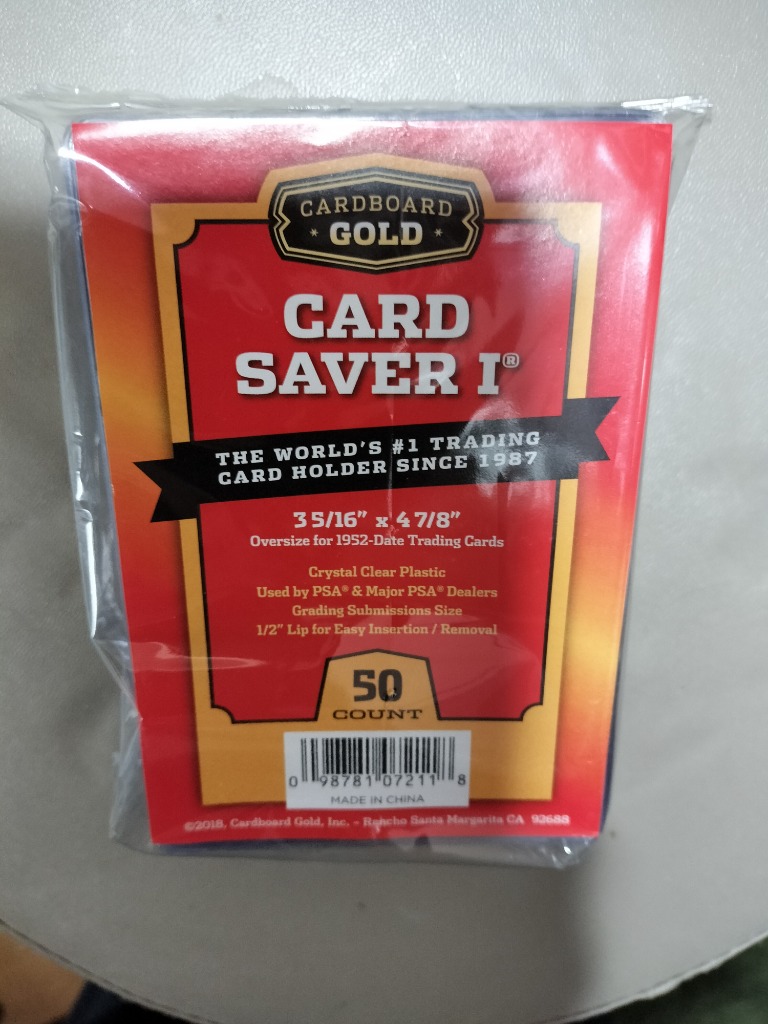 CARDBOARD
GOLD
CARD
SAVER I®
THE WORLD'S #1 TRADING
CARD HOLDER SINCE 1987
3 5/16" x 4 7/8"
Oversize for 1952-Date Trading Cards
Crystal Clear Plastic
Used by PSA® & Major PSA® Dealers
Grading Submissions Size
1/2" Lip for Easy Insertion / Removal
50
COUNT
0 98781 07211 8
MADE IN CHINA
©2018. Cardboard Gold, Inc. - Rancho Santa Margarita CA 92688